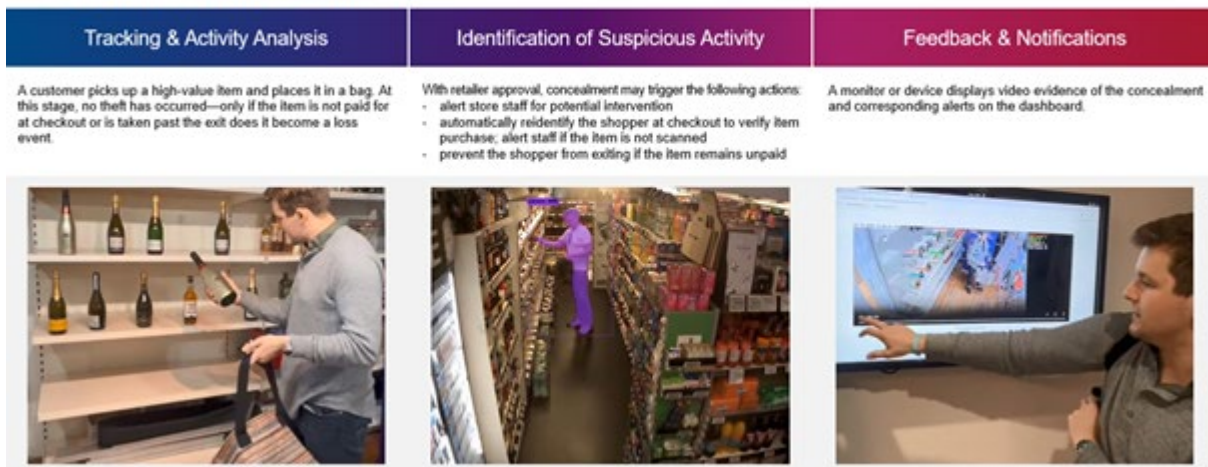 Tracking & Activity Analysis
A customer picks up a high-value item and places it in a bag. At
this stage, no theft has occurred—only if the item is not paid for
at checkout or is taken past the exit does it become a loss
event.
Identification of Suspicious Activity
With retailer approval, concealment may trigger the following actions:
- alert store staff for potential intervention
- automatically reidentify the shopper at checkout to verify item
purchase; alert staff if the item is not scanned
- prevent the shopper from exiting if the item remains unpaid
Feedback & Notifications
A monitor or device displays video evidence of the concealment
and corresponding alerts on the dashboard.